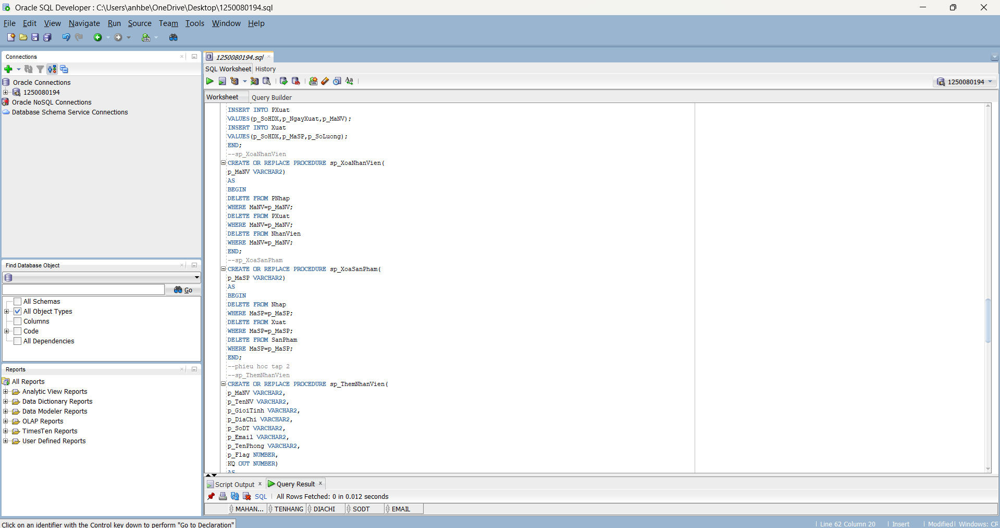 Oracle SQL Developer : C:\Users\anhbe\OneDrive\Desktop\1250080194.sql
File Edit View Navigate Run Source Team Tools Window Help
Connections
Oracle Connections
1250080194
Oracle NoSQL Connections
Database Schema Service Connections
Find Database Object
Go
All Schemas
All Object Types
Columns
Code
All Dependencies
Reports
All Reports
Analytic View Reports
Data Dictionary Reports
Data Modeler Reports
OLAP Reports
TimesTen Reports
User Defined Reports
1250080194.sql
SQL Worksheet History
1250080194
Worksheet Query Builder
INSERT INTO PXuat
VALUES(p_SoHDX,p_NgayXuat,p_MaNV);
INSERT INTO Xuat
VALUES(p_SoHDX,p_MaSP,p_SoLuong);
END;
--sp_XoaNhanVien
CREATE OR REPLACE PROCEDURE sp_XoaNhanVien(
p_MaNV VARCHAR2)
AS
BEGIN
DELETE FROM PNhap
WHERE MaNV=p_MaNV;
DELETE FROM PXuat
WHERE MaNV=p_MaNV;
DELETE FROM NhanVien
WHERE MaNV=p_MaNV;
END;
--sp_XoaSanPham
CREATE OR REPLACE PROCEDURE sp_XoaSanPham(
p_MaSP VARCHAR2)
AS
BEGIN
DELETE FROM Nhap
WHERE MaSP=p_MaSP;
DELETE FROM Xuat
WHERE MaSP=p_MaSP;
DELETE FROM SanPham
WHERE MaSP=p_MaSP;
END;
--phieu hoc tap 2
--sp_ThemNhanVien
CREATE OR REPLACE PROCEDURE sp_ThemNhanVien(
p_MaNV VARCHAR2,
p_TenNV VARCHAR2,
p_GioiTinh VARCHAR2,
p_DiaChi VARCHAR2,
p_SoDT VARCHAR2,
p_Email VARCHAR2,
p_TenPhong VARCHAR2,
p_Flag NUMBER,
KQ OUT NUMBER)
AS
Script Output Query Result
SQL All Rows Fetched: 0 in 0.012 seconds
MAHAN... TENHANG DIACHI SODT EMAIL
Click on an identifier with the Control key down to perform "Go to Declaration"
Line 62 Column 20 Insert Modified Windows: CR